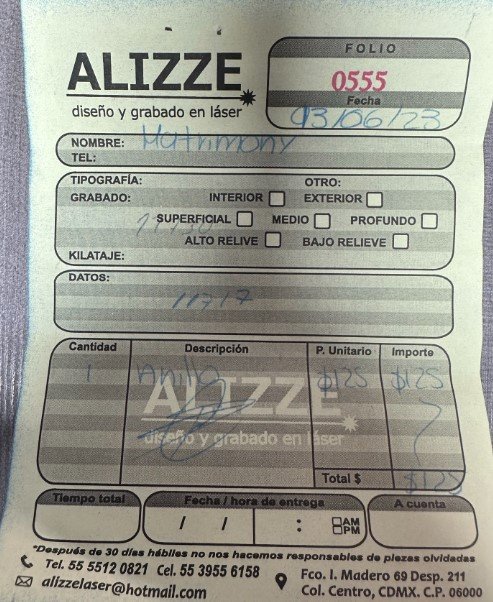 FOLIO
ALIZZE
0555
diseño y grabado en láser
Fecha
13/06/23
NOMBRE: Matrimony
TEL:
TIPOGRAFÍA: OTRO:
GRABADO: INTERIOR EXTERIOR
SUPERFICIAL MEDIO PROFUNDO
ALTO RELIVE BAJO RELIEVE
KILATAJE:
DATOS:
11717
Cantidad Descripción P. Unitario Importe
1 Anillo $125 $125
ALIZZE
diseño y grabado en láser
Total $ $125
Tiempo total Fecha / hora de entrega A cuenta
/ / : AM
PM
*Después de 30 días hábiles no nos hacemos responsables de piezas olvidadas
Tel. 55 5512 0821 Cel. 55 3955 6158
alizzelaser@hotmail.com
Fco. I. Madero 69 Desp. 211
Col. Centro, CDMX. C.P. 06000